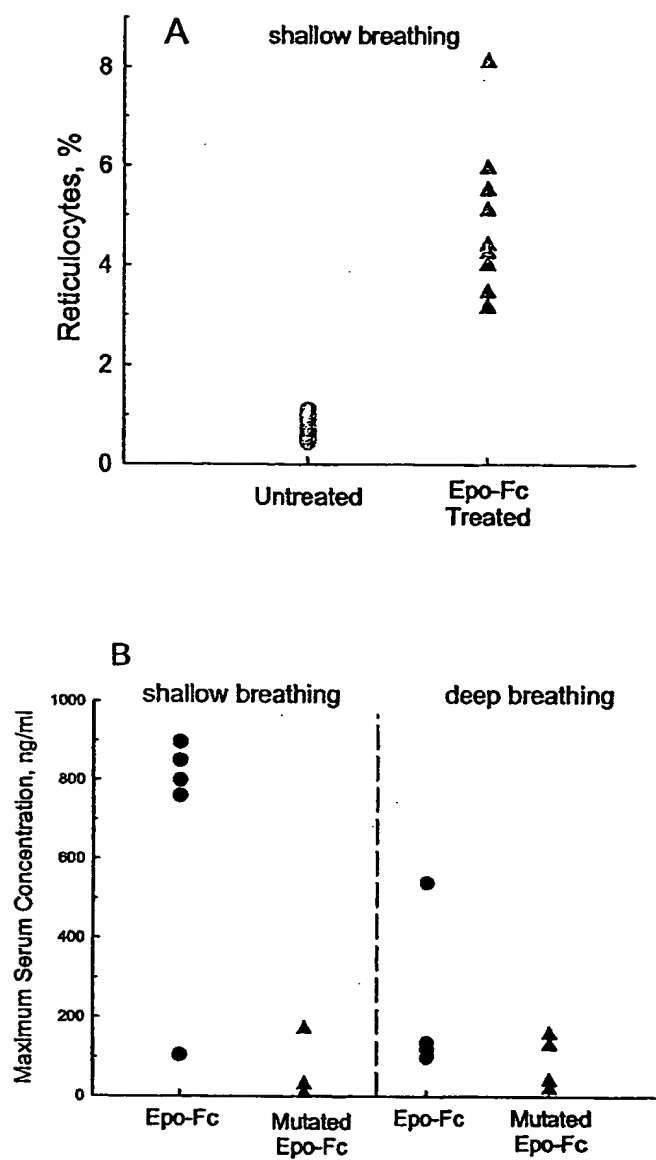 A
shallow breathing
8
6
4
2
0
Reticulocytes, %
Untreated
Epo-Fc
Treated
B
shallow breathing
deep breathing
1000
800
600
400
200
0
Maximum Serum Concentration, ng/ml
Epo-Fc
Mutated
Epo-Fc
Epo-Fc
Mutated
Epo-Fc